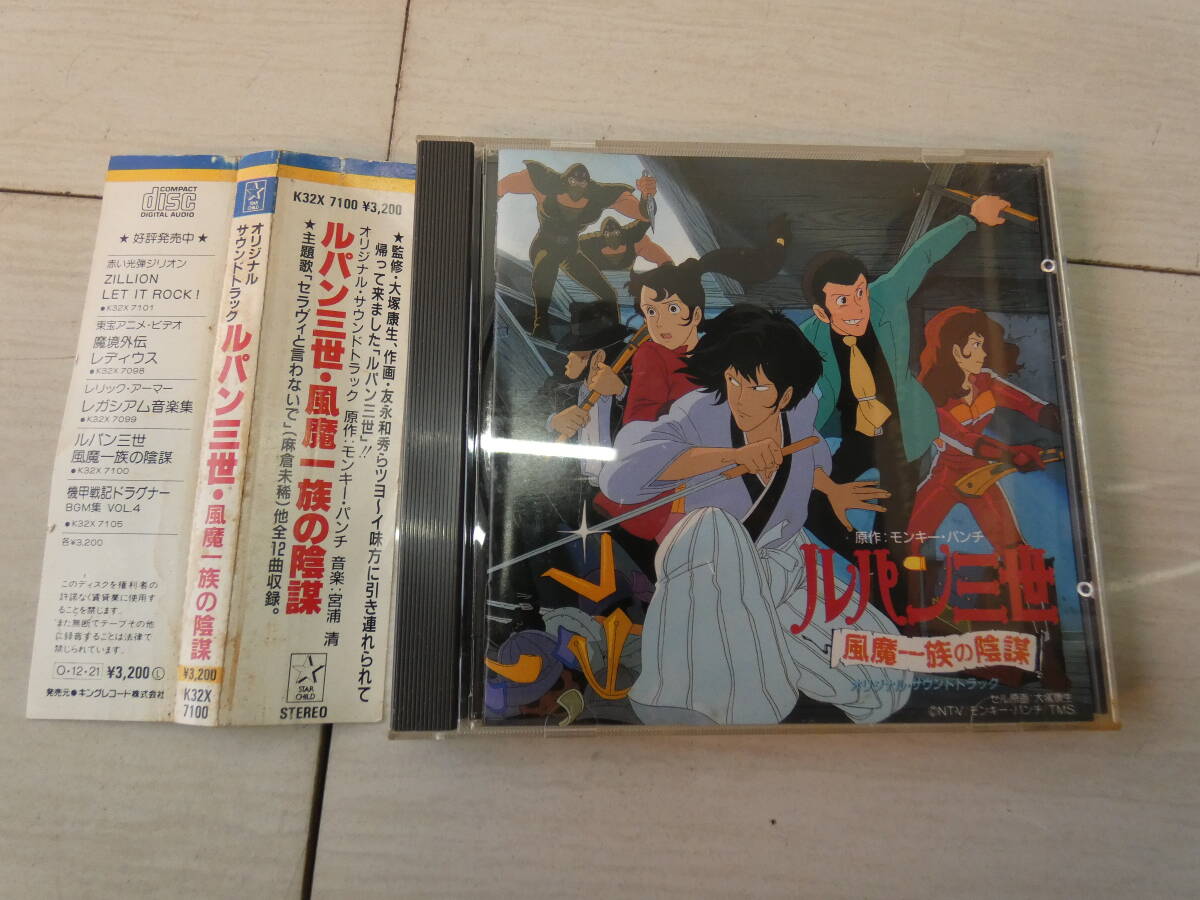 COMPACT
disc
DIGITAL AUDIO
★ 好評発売中 ★
赤い光弾ジリオン
ZILLION
LET IT ROCK!
●K32X 7101
東宝アニメ・ビデオ
魔境外伝
レディウス
●K32X 7098
レリック・アーマー
レガシアム音楽集
●K32X 7099
ルパン三世
風魔一族の陰謀
●K32X 7100
機甲戦記ドラグナー
BGM集 VOL.4
●K32X 7105
各¥3,200
このディスクを権利者の
許諾なく賃貸業に使用す
ることを禁じます。
また無断でテープその他
に録音することは法律で
禁じられています。
O・12・21 ¥3,200 Ⓛ
発売元●キングレコード株式会社
STAR
CHILD
オリジナル
サウンドトラック
ルパン三世・風魔一族の陰謀
¥3,200
K32X
7100
K32X 7100 ¥3,200
★監修・大塚康生、作画・友永和秀らツヨ〜イ味方に引き連れられて
帰って来ました「ルパン三世」!!
オリジナル・サウンドトラック 原作:モンキー・パンチ 音楽:宮浦 清
ルパン三世・風魔一族の陰謀
★主題歌「セラヴィと言わないで」(麻倉未稀)他全12曲収録。
STAR
CHILD
STEREO
原作:モンキー・パンチ
ルパン三世
風魔一族の陰謀
オリジナル・サウンドトラック
セル原画 大塚康生
©NTV モンキー・パンチ TMS